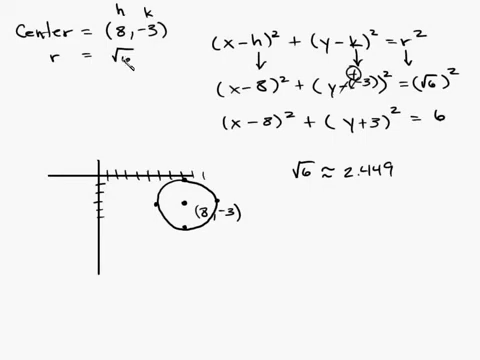 h k
Center = (8, -3)
r = √6
(x-h)² + (y-k)² = r²
(x-8)² + (y-(-3))² = (√6)²
(x-8)² + (y+3)² = 6
√6 ≈ 2.449
(8, -3)